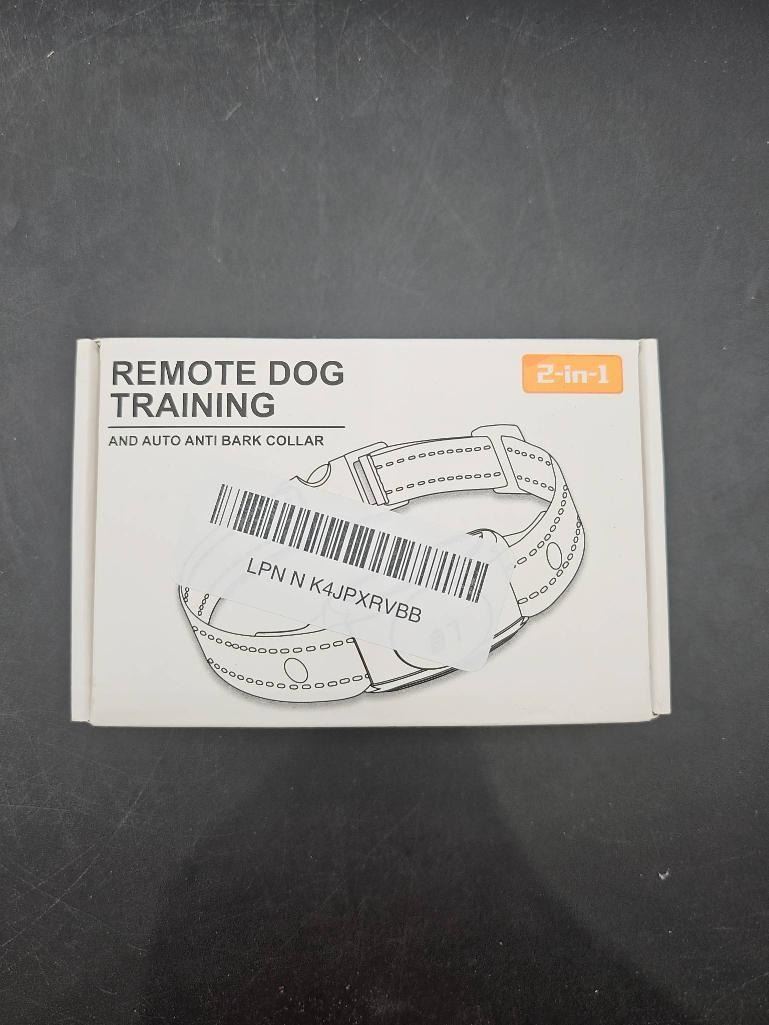 REMOTE DOG
TRAINING
2-in-1
AND AUTO ANTI BARK COLLAR
LPN N K4JPXRVBB